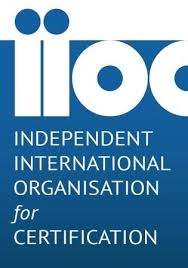 iioc
INDEPENDENT
INTERNATIONAL
ORGANISATION
for
CERTIFICATION